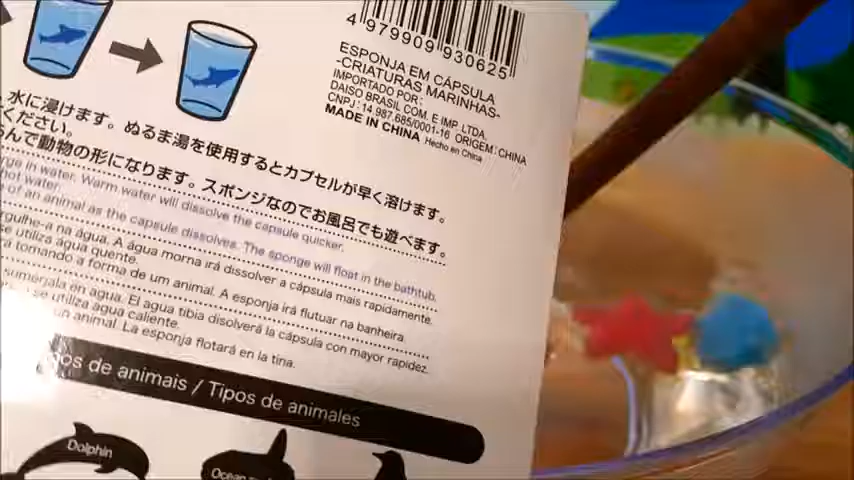 4 979909 930625
ESPONJA EM CÁPSULA
-CRIATURAS MARINHAS-
IMPORTADO POR:
DAISO BRASIL COM. E IMP. LTDA.
CNPJ: 14.987.685/0001-16 ORIGEM: CHINA
MADE IN CHINA Hecho en China
水に浸けます。ぬるま湯を使用するとカプセルが早く溶けます。
ください。
んで動物の形になります。スポンジなのでお風呂でも遊べます。
in water. Warm water will dissolve the capsule quicker.
hot water.
of an animal as the capsule dissolves. The sponge will float in the bathtub.
gulhe-a na água. A água morna irá dissolver a cápsula mais rapidamente.
se utiliza água quente.
rá tomando a forma de um animal. A esponja irá flutuar na banheira.
sumérjala en agua. El agua tibia disolverá la cápsula con mayor rapidez.
se utiliza agua caliente.
un animal. La esponja flotará en la tina.
os de animais / Tipos de animales
Dolphin
Ocean